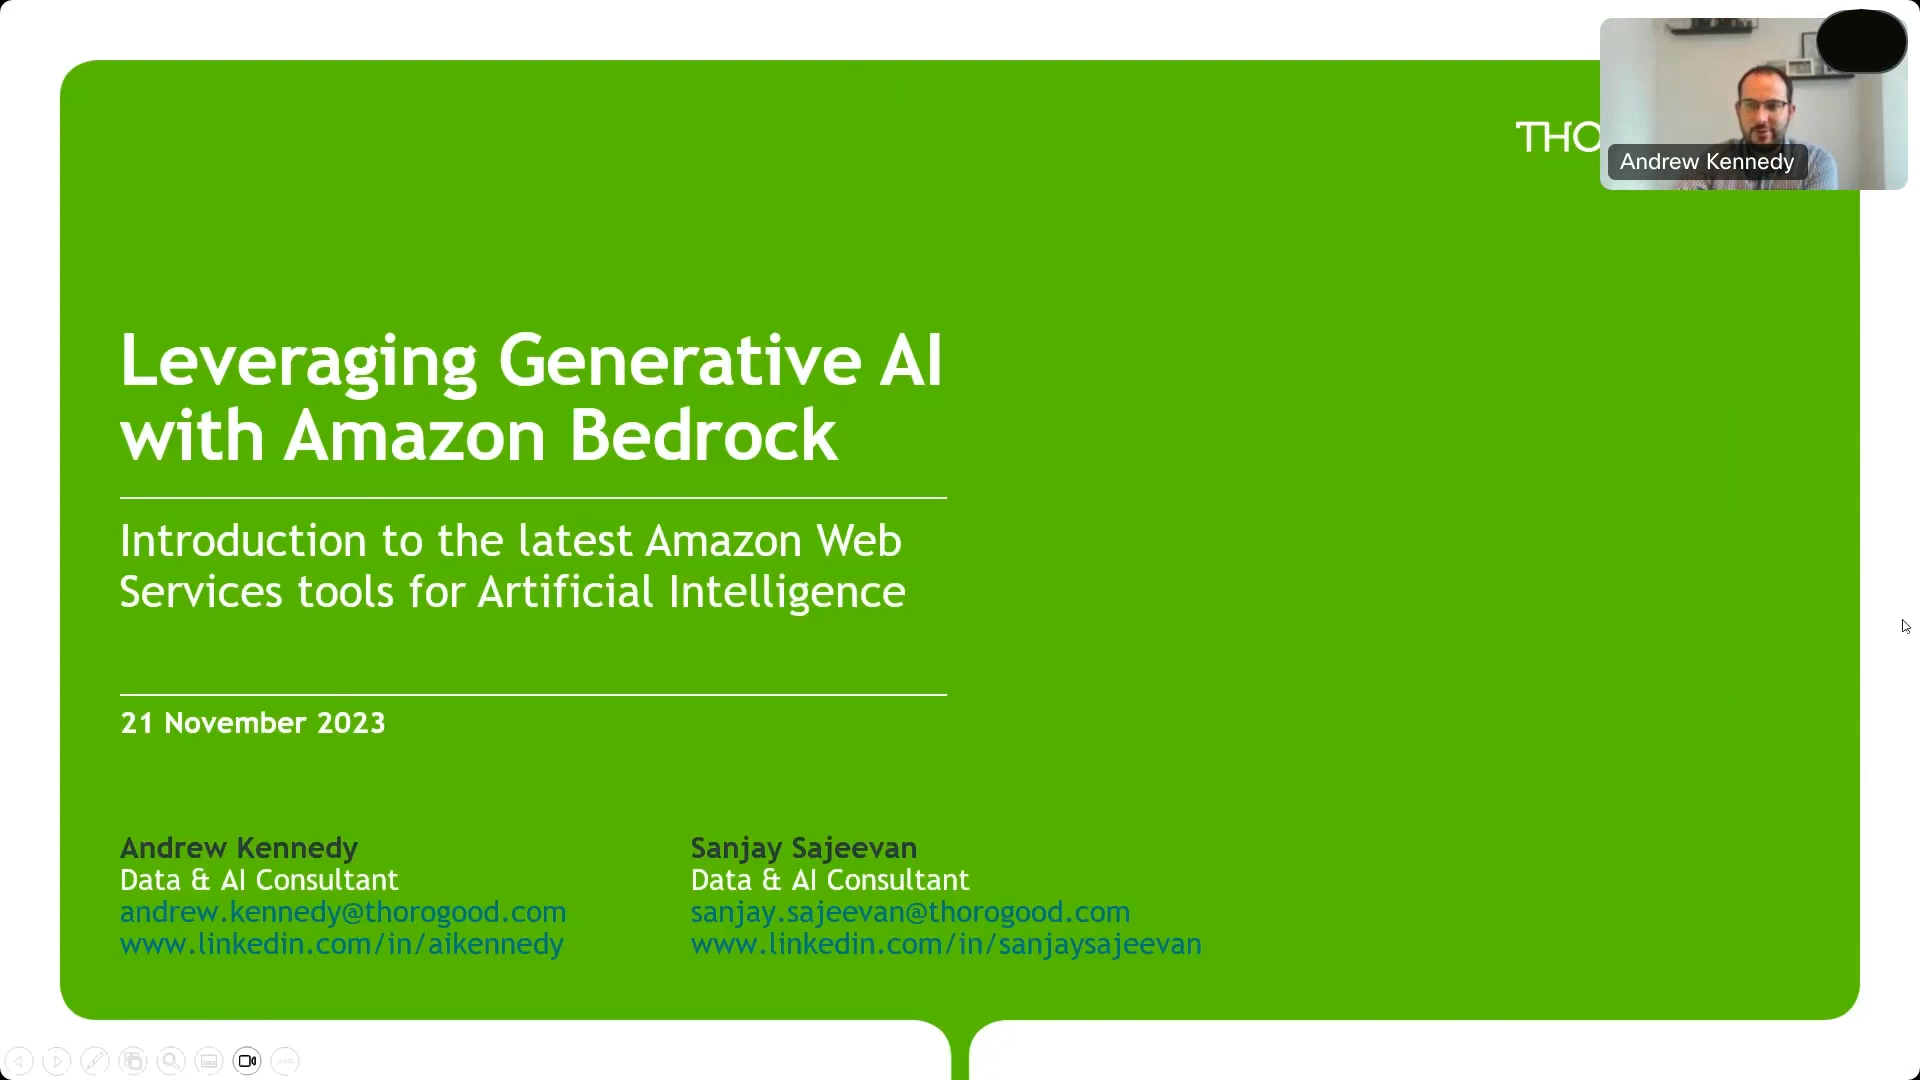 THO
Andrew Kennedy
Leveraging Generative AI
with Amazon Bedrock
Introduction to the latest Amazon Web
Services tools for Artificial Intelligence
21 November 2023
Andrew Kennedy
Data & AI Consultant
andrew.kennedy@thorogood.com
www.linkedin.com/in/aikennedy
Sanjay Sajeevan
Data & AI Consultant
sanjay.sajeevan@thorogood.com
www.linkedin.com/in/sanjaysajeevan